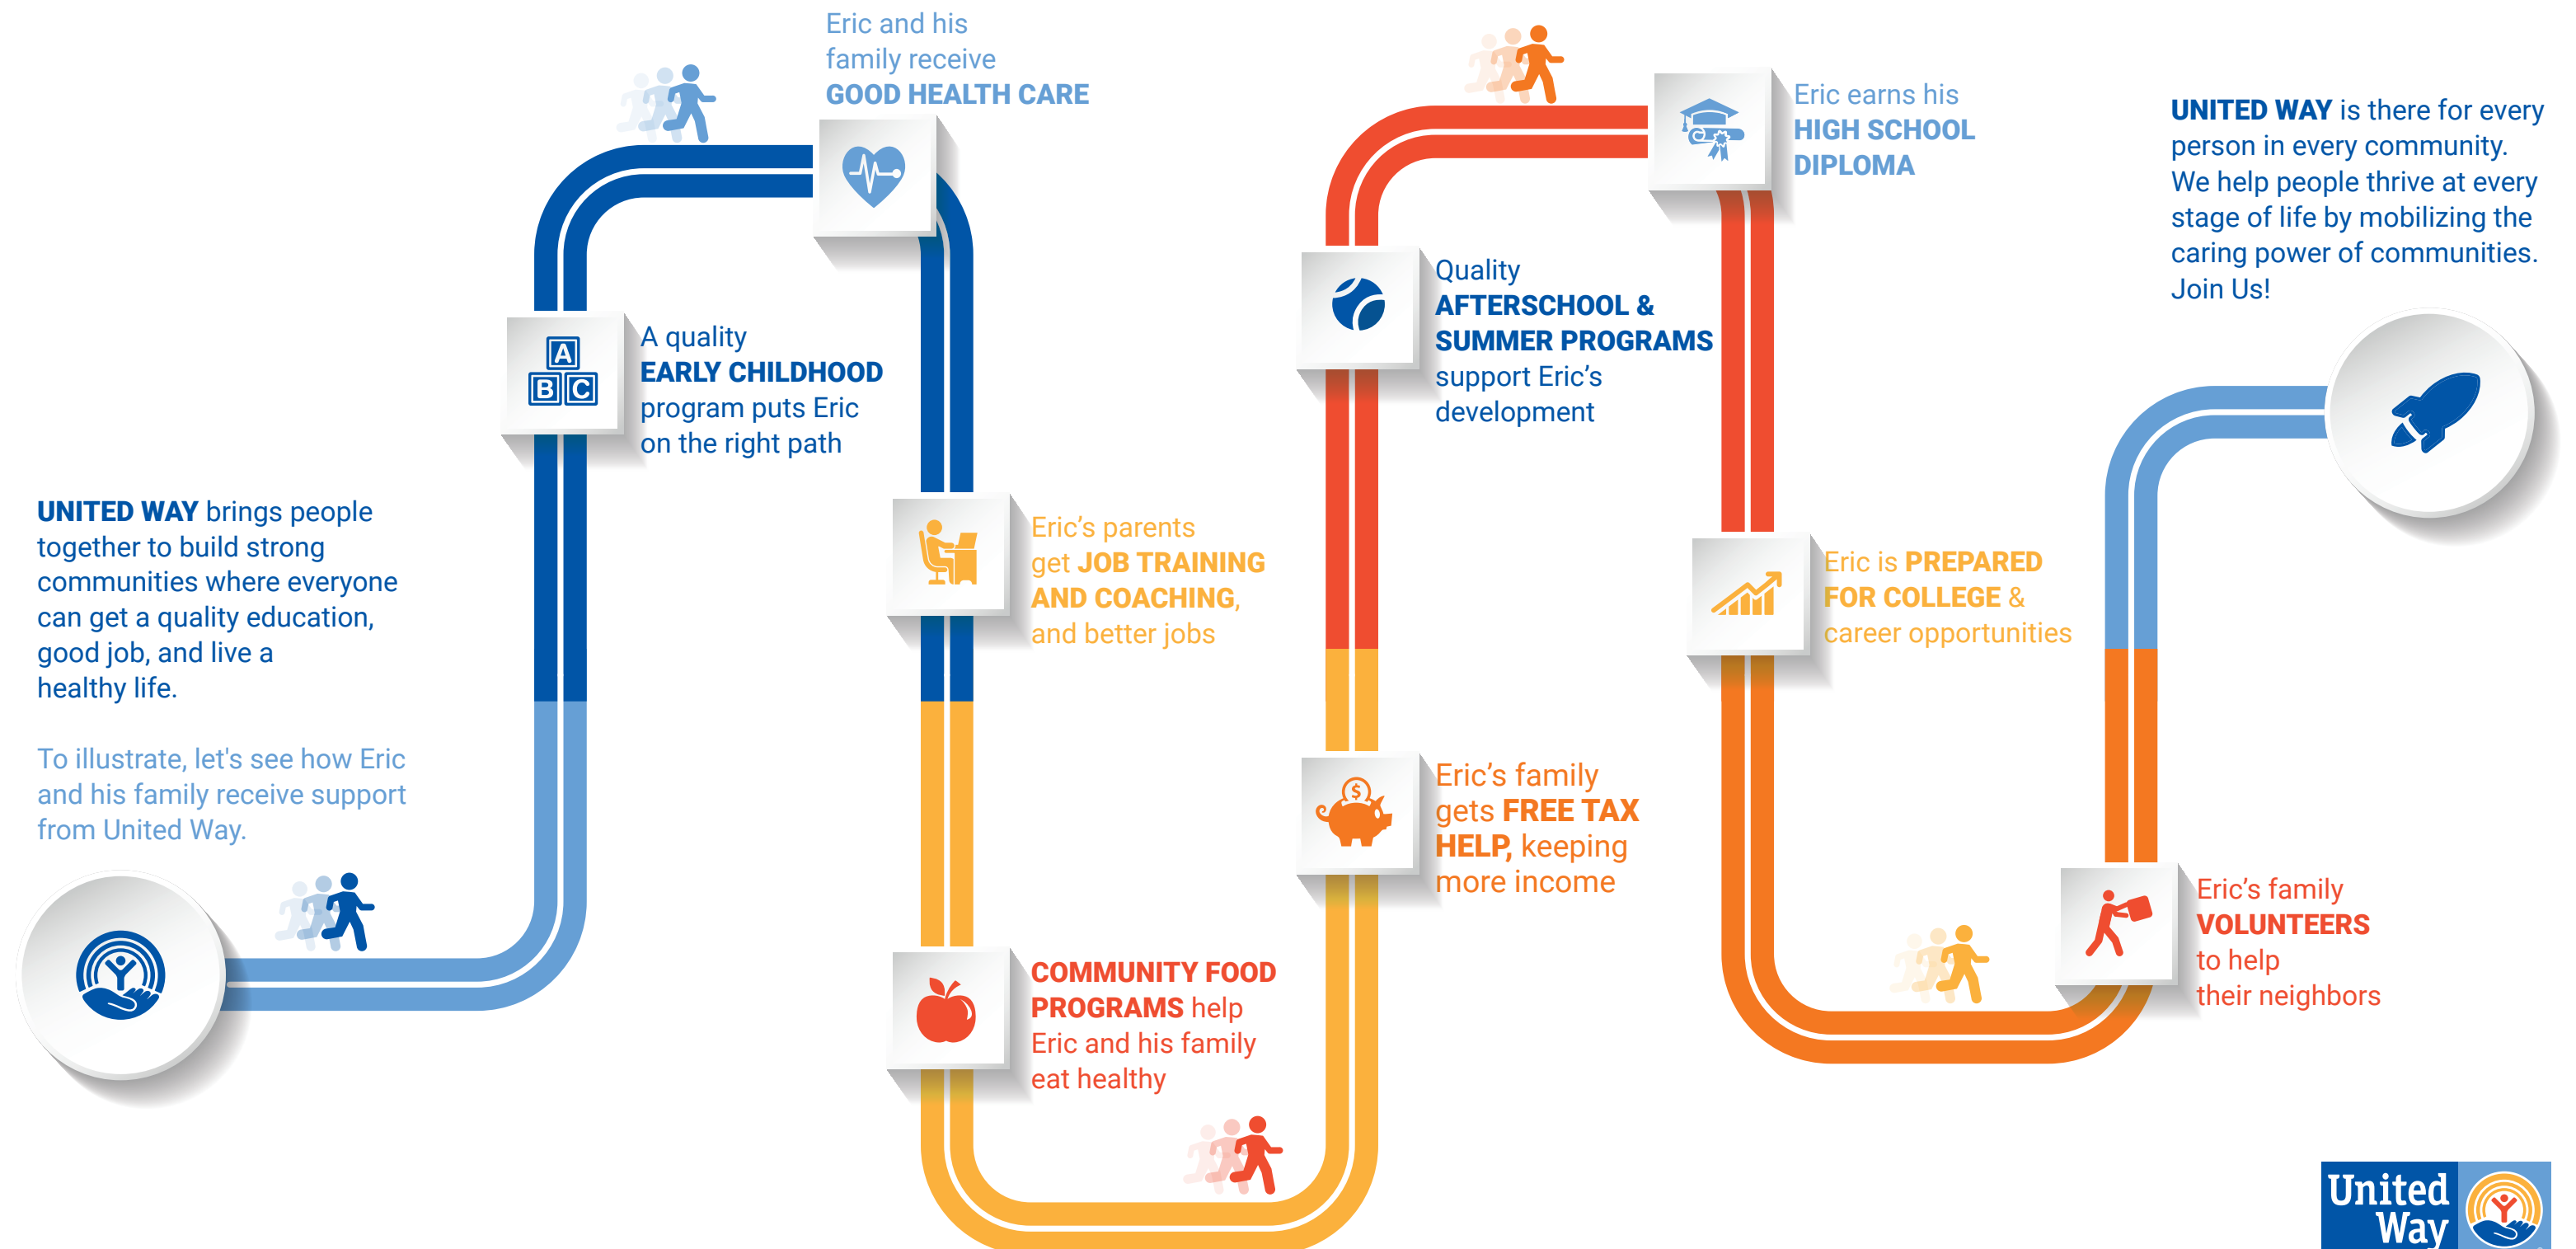 UNITED WAY brings people
together to build strong
communities where everyone
can get a quality education,
good job, and live a
healthy life.
To illustrate, let's see how Eric
and his family receive support
from United Way.
A quality
EARLY CHILDHOOD
program puts Eric
on the right path
A
B C
Eric and his
family receive
GOOD HEALTH CARE
Eric’s parents
get JOB TRAINING
AND COACHING,
and better jobs
COMMUNITY FOOD
PROGRAMS help
Eric and his family
eat healthy
$
Eric’s family
gets FREE TAX
HELP, keeping
more income
Quality
AFTERSCHOOL &
SUMMER PROGRAMS
support Eric’s
development
Eric earns his
HIGH SCHOOL
DIPLOMA
Eric is PREPARED
FOR COLLEGE &
career opportunities
Eric’s family
VOLUNTEERS
to help
their neighbors
UNITED WAY is there for every
person in every community.
We help people thrive at every
stage of life by mobilizing the
caring power of communities.
Join Us!
United
Way